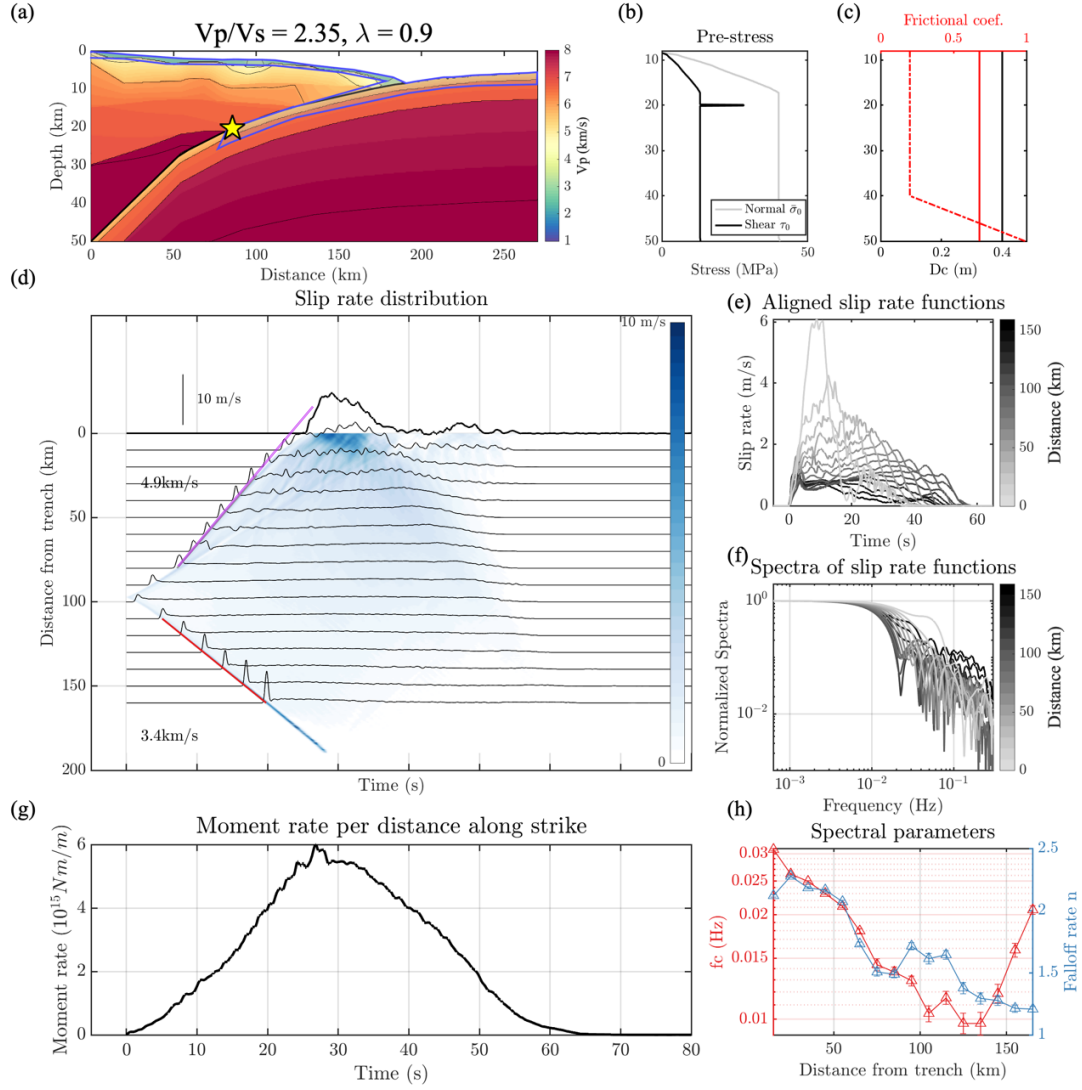 (a)
Vp/Vs = 2.35, λ = 0.9
0 50 100 150 200 250
0
10
20
30
40
50
Depth (km)
0 50 100 150 200 250
Distance (km)
8
7
6
5
4
3
2
1
Vp (km/s)
(b)
Pre-stress
0
10
20
30
40
50
Normal σ̄₀
Shear τ₀
0 50
Stress (MPa)
(c)
Frictional coef.
0 0.5 1
10
20
30
40
50
0 0.2 0.4
Dc (m)
(d)
Slip rate distribution
10 m/s
10 m/s
0
50
100
150
200
Distance from trench (km)
4.9km/s
3.4km/s
0
Time (s)
(e)
Aligned slip rate functions
6
4
2
0
Slip rate (m/s)
0 20 40 60
Time (s)
150
100
50
0
Distance (km)
(f)
Spectra of slip rate functions
10⁰
10⁻²
Normalized Spectra
10⁻³ 10⁻² 10⁻¹
Frequency (Hz)
150
100
50
0
Distance (km)
(g)
Moment rate per distance along strike
6
4
2
0
Moment rate (10¹⁵Nm/m)
0 10 20 30 40 50 60 70 80
Time (s)
(h)
Spectral parameters
0.03
0.025
0.02
0.015
0.01
fc (Hz)
2.5
2
1.5
1
Falloff rate n
50 100 150
Distance from trench (km)